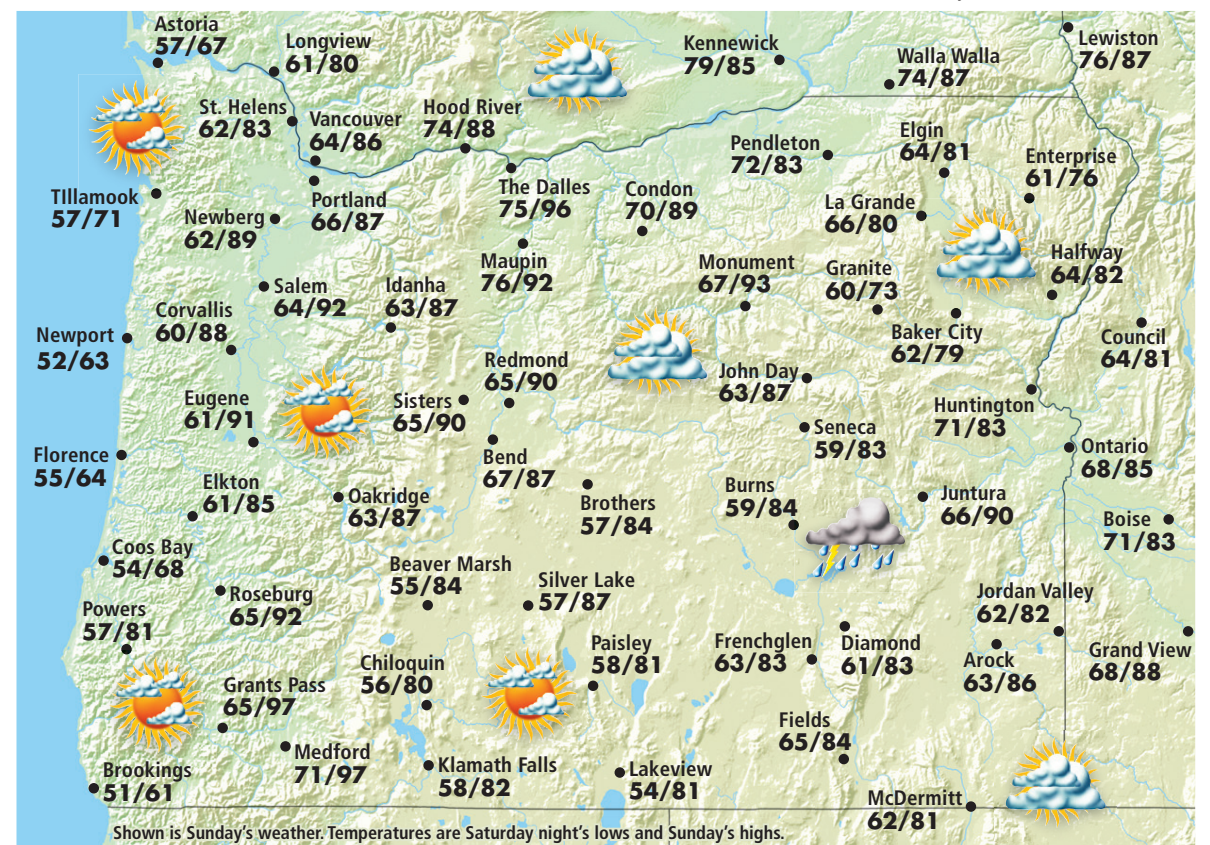 Astoria
57/67
Longview
61/80
Kennewick
79/85
Walla Walla
74/87
Lewiston
76/87
St. Helens
62/83
Vancouver
64/86
Hood River
74/88
Pendleton
72/83
Elgin
64/81
Enterprise
61/76
TIllamook
57/71
Newberg
62/89
Portland
66/87
The Dalles
75/96
Condon
70/89
La Grande
66/80
Salem
64/92
Idanha
63/87
Maupin
76/92
Monument
67/93
Granite
60/73
Halfway
64/82
Newport
52/63
Corvallis
60/88
Baker City
62/79
Council
64/81
Redmond
65/90
John Day
63/87
Eugene
61/91
Sisters
65/90
Huntington
71/83
Seneca
59/83
Ontario
68/85
Florence
55/64
Bend
67/87
Elkton
61/85
Oakridge
63/87
Brothers
57/84
Burns
59/84
Juntura
66/90
Boise
71/83
Coos Bay
54/68
Beaver Marsh
55/84
Silver Lake
57/87
Roseburg
65/92
Jordan Valley
62/82
Powers
57/81
Paisley
58/81
Frenchglen
63/83
Diamond
61/83
Arock
63/86
Grand View
68/88
Chiloquin
56/80
Grants Pass
65/97
Fields
65/84
Medford
71/97
Klamath Falls
58/82
Lakeview
54/81
Brookings
51/61
McDermitt
62/81
Shown is Sunday's weather. Temperatures are Saturday night's lows and Sunday's highs.